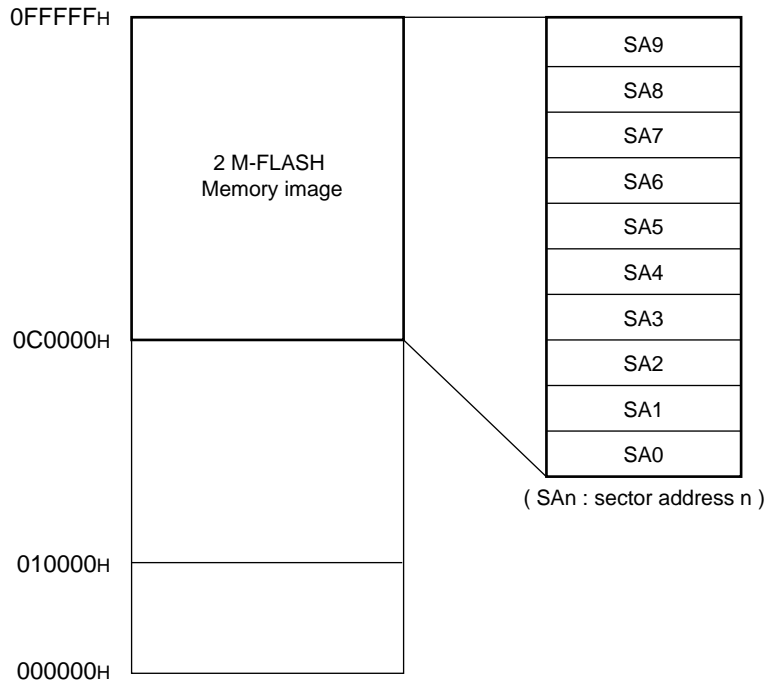 0FFFFFH
SA9
SA8
SA7
2 M-FLASH
Memory image
SA6
SA5
SA4
SA3
0C0000H
SA2
SA1
SA0
( SAn : sector address n )
010000H
000000H